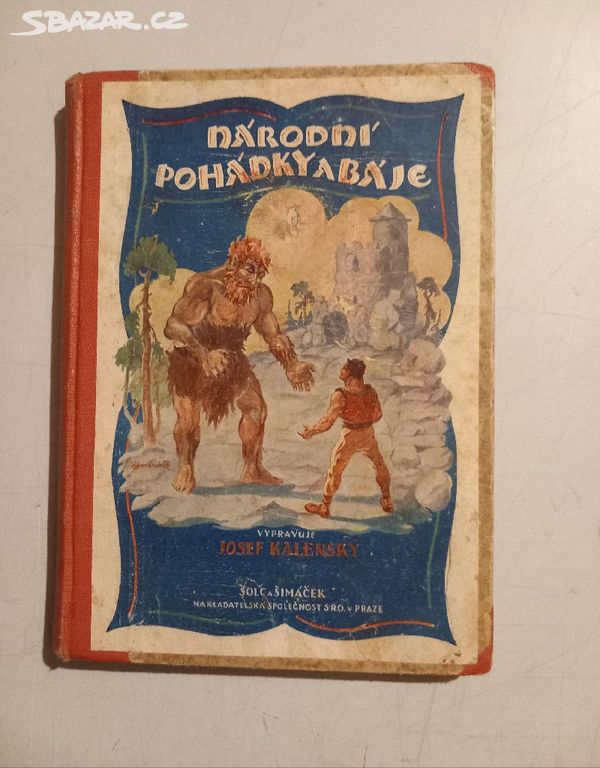 SBAZAR.CZ
NÁRODNÍ
POHÁDKY A BÁJE
VYPRAVUJE
JOSEF KALENSKÝ
ŠOLC A ŠIMÁČEK
NAKLADATELSKÁ SPOLEČNOST S R.O. V PRAZE